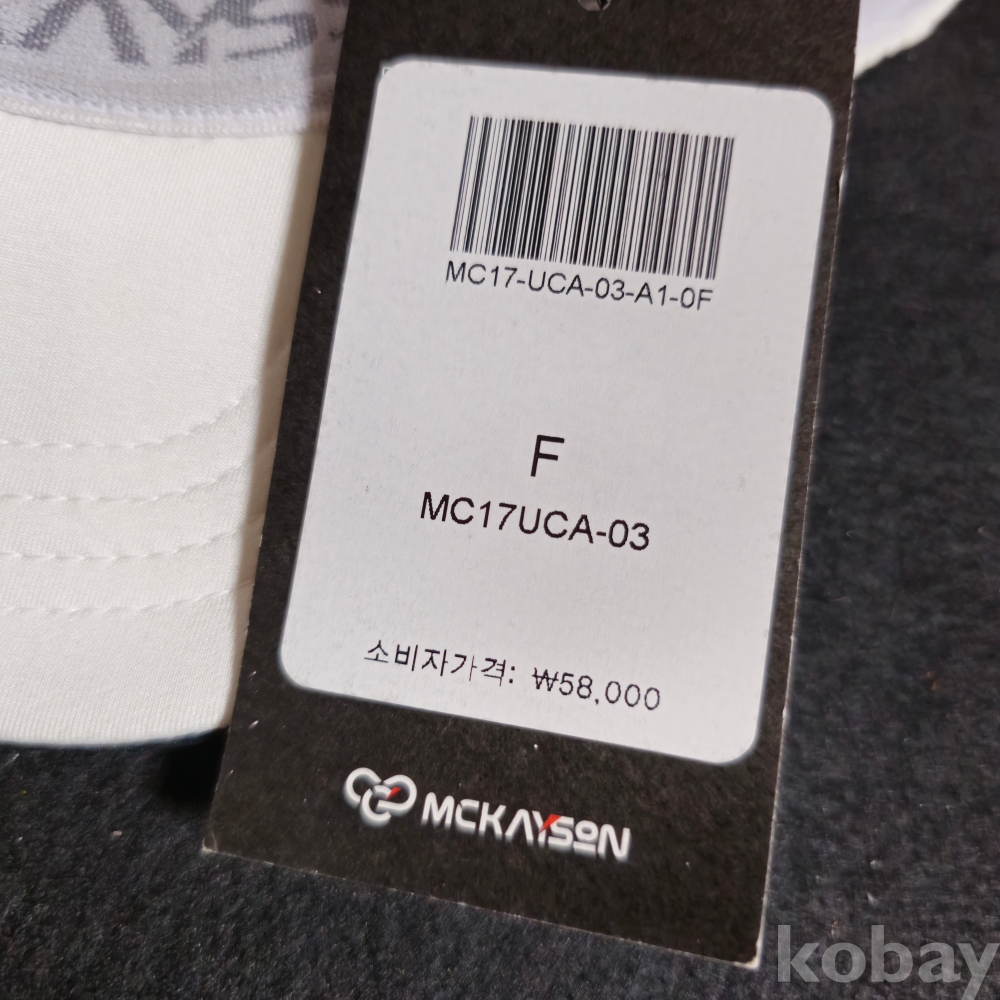 MC17-UCA-03-A1-0F
F
MC17UCA-03
소비자가격: ₩58,000
MCKAYSON
kobay